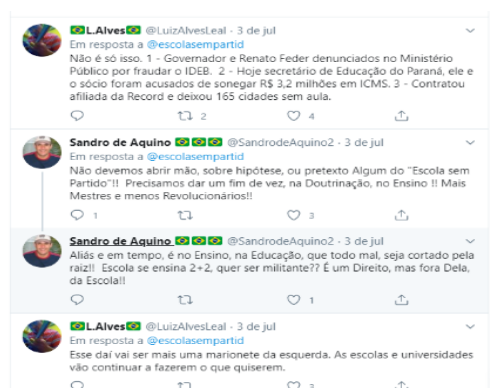 L.Alves @LuizAlvesLeal · 3 de jul
Em resposta a @escolasempartid
Não é só isso. 1 - Governador e Renato Feder denunciados no Ministério
Público por fraudar o IDEB. 2 - Hoje secretário de Educação do Paraná, ele e
o sócio foram acusados de sonegar R$ 3,2 milhões em ICMS. 3 - Contratou
afiliada da Record e deixou 165 cidades sem aula.
2 4
Sandro de Aquino @SandrodeAquino2 · 3 de jul
Em resposta a @escolasempartid
Não devemos abrir mão, sobre hipótese, ou pretexto Algum do "Escola sem
Partido"!! Precisamos dar um fim de vez, na Doutrinação, no Ensino !! Mais
Mestres e menos Revolucionários!!
1 3
Sandro de Aquino @SandrodeAquino2 · 3 de jul
Aliás e em tempo, é no Ensino, na Educação, que todo mal, seja cortado pela
raiz!! Escola se ensina 2+2, quer ser militante?? É um Direito, mas fora Dela,
da Escola!!
1
L.Alves @LuizAlvesLeal · 3 de jul
Em resposta a @escolasempartid
Esse daí vai ser mais uma marionete da esquerda. As escolas e universidades
vão continuar a fazerem o que quiserem.
3